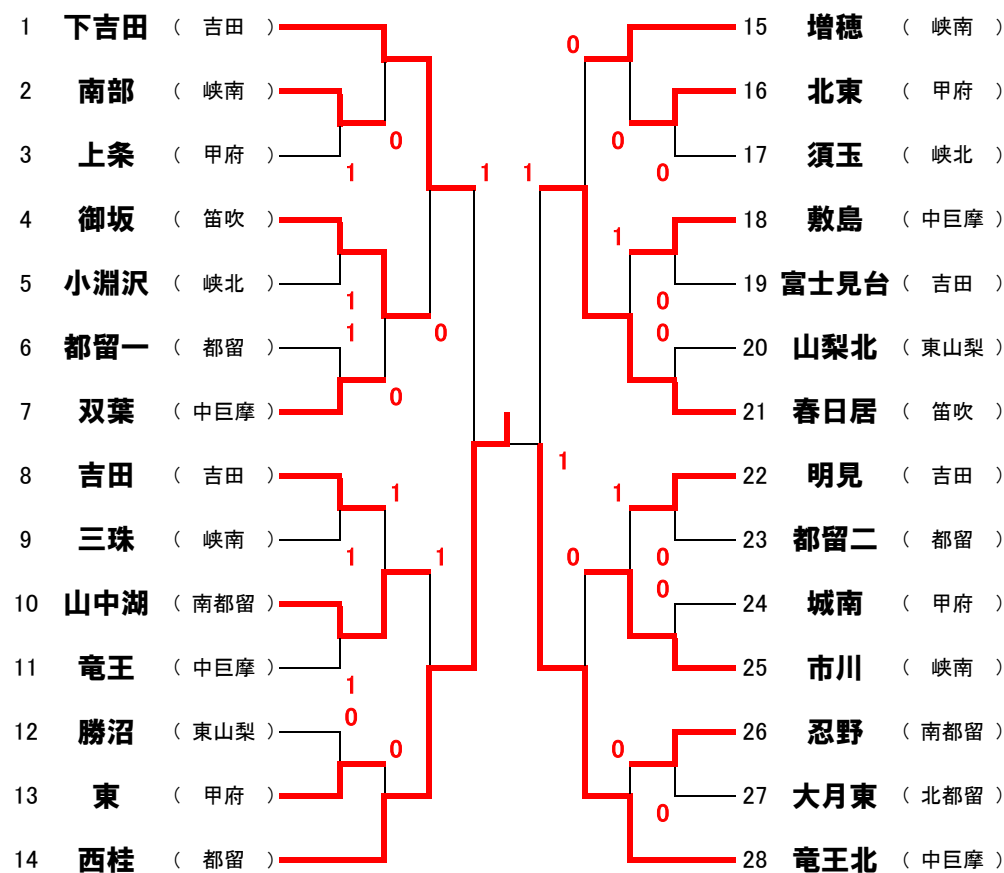 1 下吉田 （ 吉田 ）
2 南部 （ 峡南 ）
3 上条 （ 甲府 ）
4 御坂 （ 笛吹 ）
5 小淵沢 （ 峡北 ）
6 都留一 （ 都留 ）
7 双葉 （ 中巨摩 ）
8 吉田 （ 吉田 ）
9 三珠 （ 峡南 ）
10 山中湖 （ 南都留 ）
11 竜王 （ 中巨摩 ）
12 勝沼 （ 東山梨 ）
13 東 （ 甲府 ）
14 西桂 （ 都留 ）
0
1
1
1
0
0
1
1
1
1
0
0
1
1
0
1
0
0
1
0
0
1
1
0
0
0
0
0
15 増穂 （ 峡南 ）
16 北東 （ 甲府 ）
17 須玉 （ 峡北 ）
18 敷島 （ 中巨摩 ）
19 富士見台 （ 吉田 ）
20 山梨北 （ 東山梨 ）
21 春日居 （ 笛吹 ）
22 明見 （ 吉田 ）
23 都留二 （ 都留 ）
24 城南 （ 甲府 ）
25 市川 （ 峡南 ）
26 忍野 （ 南都留 ）
27 大月東 （ 北都留 ）
28 竜王北 （ 中巨摩 ）